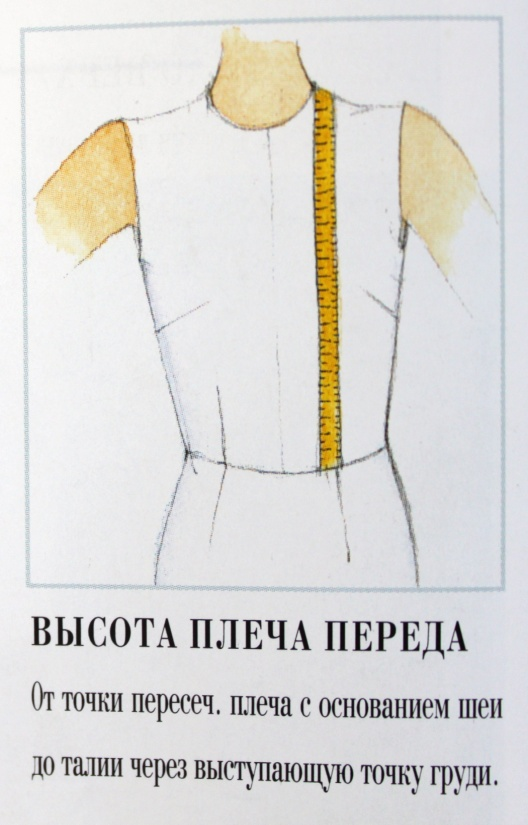 ВЫСОТА ПЛЕЧА ПЕРЕДА
От точки пересеч. плеча с основанием шеи
до талии через выступающую точку груди.